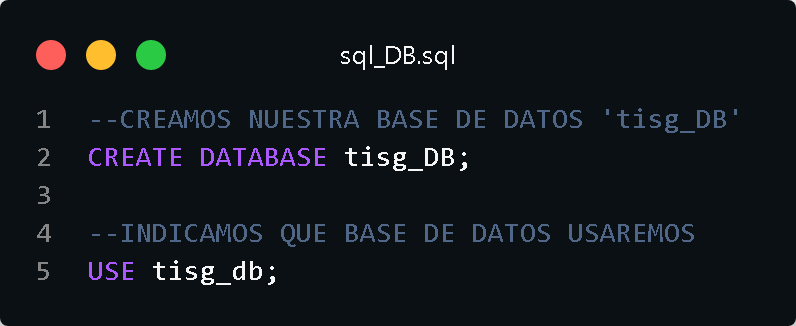 sql_DB.sql
1 --CREAMOS NUESTRA BASE DE DATOS 'tisg_DB'
2 CREATE DATABASE tisg_DB;
3
4 --INDICAMOS QUE BASE DE DATOS USAREMOS
5 USE tisg_db;